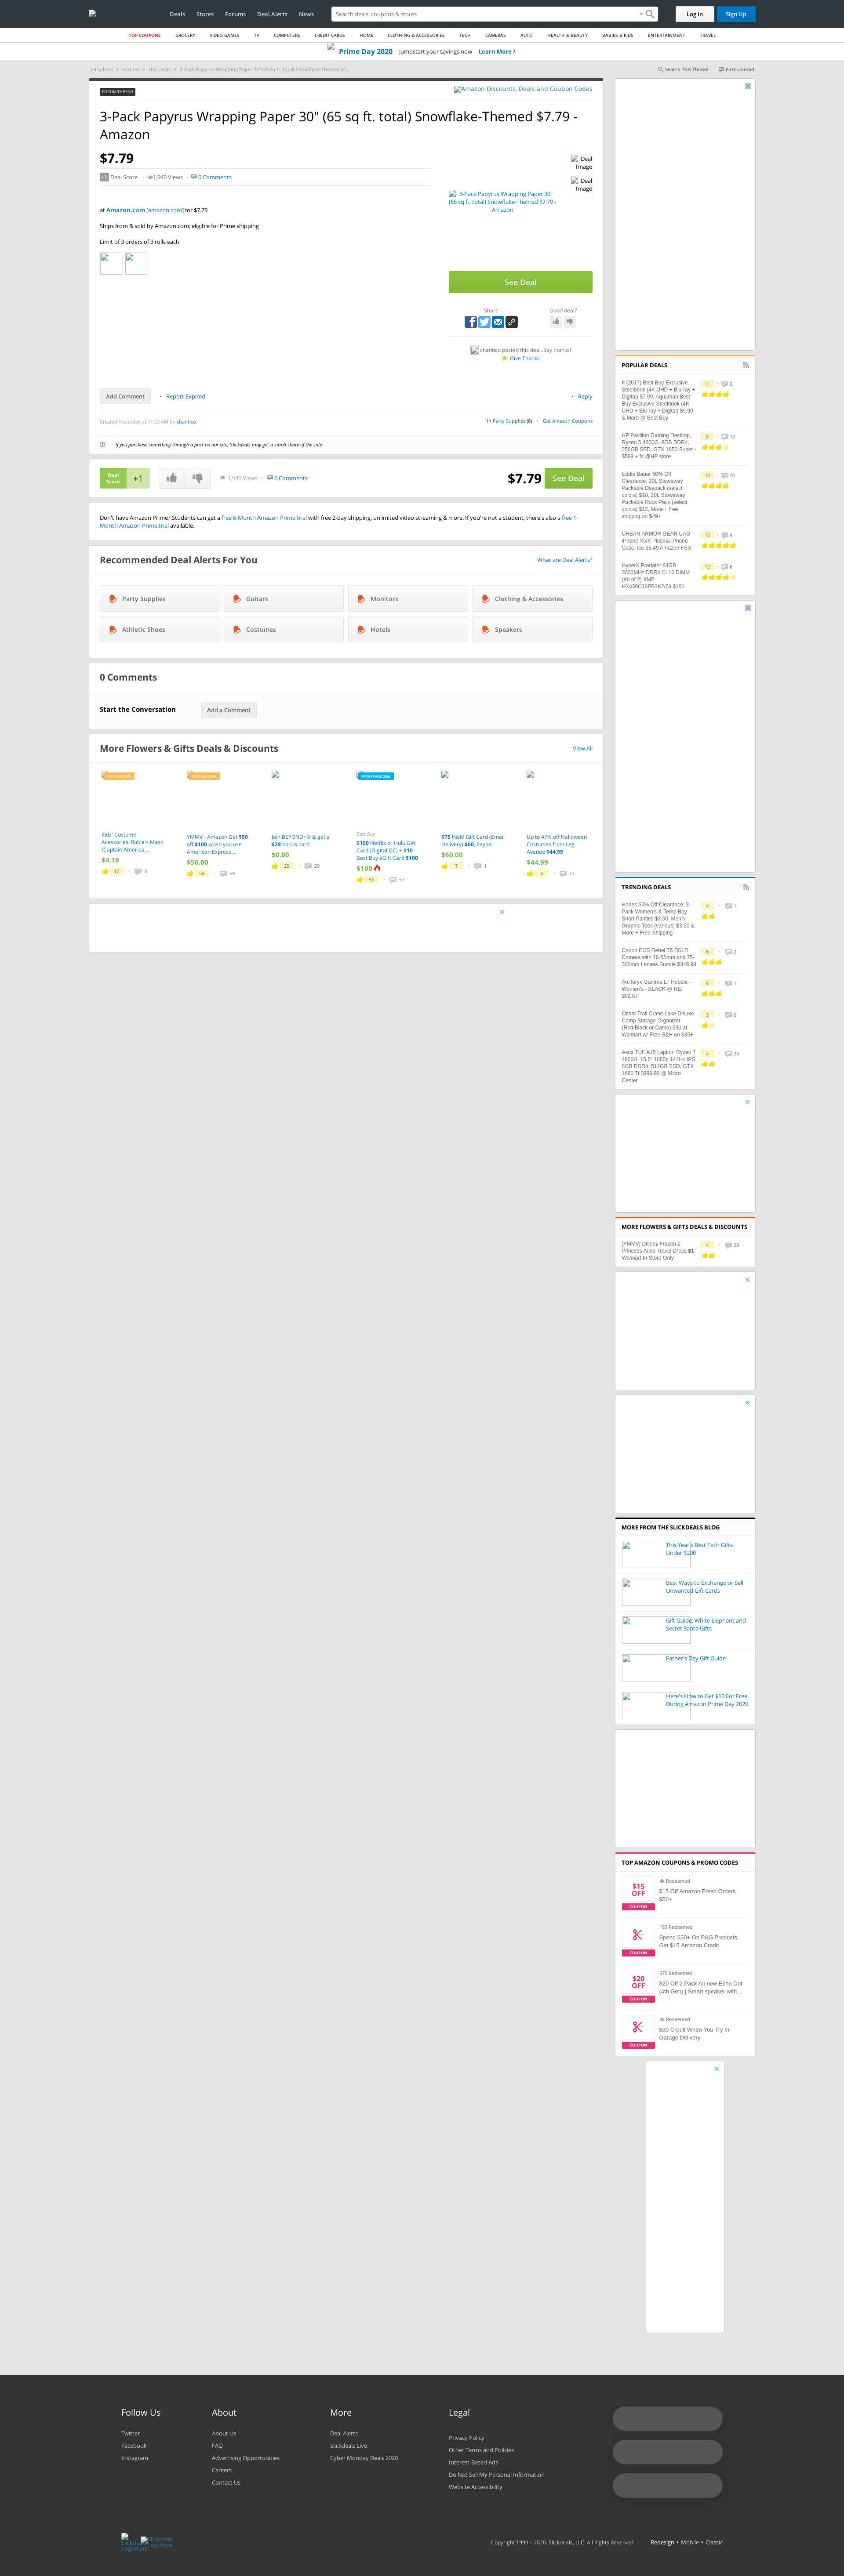 Deals
Stores
Forums
Deal Alerts
News
Search deals, coupons & stores
Log In
Sign Up
TOP COUPONS
GROCERY
VIDEO GAMES
TV
COMPUTERS
CREDIT CARDS
HOME
CLOTHING & ACCESSORIES
TECH
CAMERAS
AUTO
HEALTH & BEAUTY
BABIES & KIDS
ENTERTAINMENT
TRAVEL
Prime Day 2020 Jumpstart your savings now Learn More
Slickdeals
Forums
Hot Deals
3-Pack Papyrus Wrapping Paper 30" (65 sq ft. total) Snowflake-Themed $7....
Search This Thread
First Unread
FORUM THREAD
Amazon Discounts, Deals and Coupon Codes
3-Pack Papyrus Wrapping Paper 30" (65 sq ft. total) Snowflake-Themed $7.79 -
Amazon
$7.79
+1 Deal Score
1,940 Views
0 Comments
at Amazon.com [amazon.com] for $7.79
Ships from & sold by Amazon.com; eligible for Prime shipping
Limit of 3 orders of 3 rolls each
3-Pack Papyrus Wrapping Paper 30"
(65 sq ft. total) Snowflake-Themed $7.79 -
Amazon
Deal
Image
Deal
Image
See Deal
Share
Good deal?
chantico posted this deal. Say thanks!
Give Thanks
Add Comment
Report Expired
Reply
Created Yesterday at 11:23 AM by chantico
in Party Supplies (6)
Get Amazon Coupons
If you purchase something through a post on our site, Slickdeals may get a small share of the sale.
Deal
Score
+1
1,940 Views
0 Comments
$7.79
See Deal
Don't have Amazon Prime? Students can get a free 6-Month Amazon Prime trial with free 2-day shipping, unlimited video streaming & more. If you're not a student, there's also a free 1-
Month Amazon Prime trial available.
Recommended Deal Alerts For You
What are Deal Alerts?
Party Supplies
Guitars
Monitors
Clothing & Accessories
Athletic Shoes
Costumes
Hotels
Speakers
0 Comments
Start the Conversation
Add a Comment
More Flowers & Gifts Deals & Discounts
View All
POPULAR DEAL
Kids' Costume
Acessories: Rubie's Mask
(Captain America,...
$4.19
12
3
POPULAR DEAL
YMMV - Amazon Get $50
off $100 when you use
American Express...
$50.00
54
69
Join BEYOND+® & get a
$29 bonus card
$0.00
25
29
FRONTPAGE DEAL
Best Buy
$100 Netflix or Hulu Gift
Card (Digital GC) + $10
Best Buy eGift Card $100
$100
93
57
$75 H&M Gift Card (Email
Delivery) $60, Paypal
$60.00
7
1
Up to 47% off Halloween
Costumes from Leg
Avenue $44.99
$44.99
4
12
POPULAR DEALS
It (2017) Best Buy Exclusive
Steelbook (4K UHD + Blu-ray +
Digital) $7.99, Aquaman Best
Buy Exclusive Steelbook (4K
UHD + Blu-ray + Digital) $9.99
& More @ Best Buy
11
3
HP Pavilion Gaming Desktop,
Ryzen 5 4600G, 8GB DDR4,
256GB SSD, GTX 1650 Super -
$599 + fs @HP store
8
10
Eddie Bauer 60% Off
Clearance: 20L Stowaway
Packable Daypack (select
colors) $10, 20L Stowaway
Packable Ruck Pack (select
colors) $12, More + free
shippng on $49+
10
20
URBAN ARMOR GEAR UAG
iPhone Xs/X Plasma iPhone
Case, Ice $6.49 Amazon FSS
16
4
HyperX Predator 64GB
3000MHz DDR4 CL16 DIMM
(Kit of 2) XMP
HX430C16PB3K2/64 $191
12
6
TRENDING DEALS
Hanes 50% Off Clearance: 3-
Pack Women's X-Temp Boy
Short Panties $3.50, Men's
Graphic Tees (various) $3.50 &
More + Free Shipping
4
1
Canon EOS Rebel T6 DSLR
Camera with 18-55mm and 75-
300mm Lenses Bundle $349.99
6
2
Arc'teryx Gamma LT Hoodie -
Women's - BLACK @ REI
$92.87
6
1
Ozark Trail Crane Lake Deluxe
Camp Storage Organizer
(Red/Black or Camo) $30 at
Walmart w/ Free S&H on $35+
3
0
Asus TUF A15 Laptop: Ryzen 7
4800H, 15.6" 1080p 144Hz IPS,
8GB DDR4, 512GB SSD, GTX
1660 Ti $899.99 @ Micro
Center
4
20
MORE FLOWERS & GIFTS DEALS & DISCOUNTS
[YMMV] Disney Frozen 2
Princess Anna Travel Dress $1
Walmart In-Store Only
4
28
MORE FROM THE SLICKDEALS BLOG
This Year's Best Tech Gifts
Under $200
Best Ways to Exchange or Sell
Unwanted Gift Cards
Gift Guide: White Elephant and
Secret Santa Gifts
Father's Day Gift Guide
Here's How to Get $10 For Free
During Amazon Prime Day 2020
TOP AMAZON COUPONS & PROMO CODES
$15
OFF
COUPON
4k Redeemed
$15 Off Amazon Fresh Orders
$50+
COUPON
183 Redeemed
Spend $50+ On P&G Products,
Get $15 Amazon Credit
$20
OFF
COUPON
375 Redeemed
$20 Off 2 Pack All-new Echo Dot
(4th Gen) | Smart speaker with...
COUPON
3k Redeemed
$30 Credit When You Try In-
Garage Delivery
Follow Us
Twitter
Facebook
Instagram
About
About Us
FAQ
Advertising Opportunities
Careers
Contact Us
More
Deal Alerts
Slickdeals Live
Cyber Monday Deals 2020
Legal
Privacy Policy
Other Terms and Policies
Interest-Based Ads
Do Not Sell My Personal Information
Website Accessibility
Slickdeals
Logomark
Slickdeals
Logotype
Copyright 1999 - 2020. Slickdeals, LLC. All Rights Reserved.
Redesign • Mobile • Classic